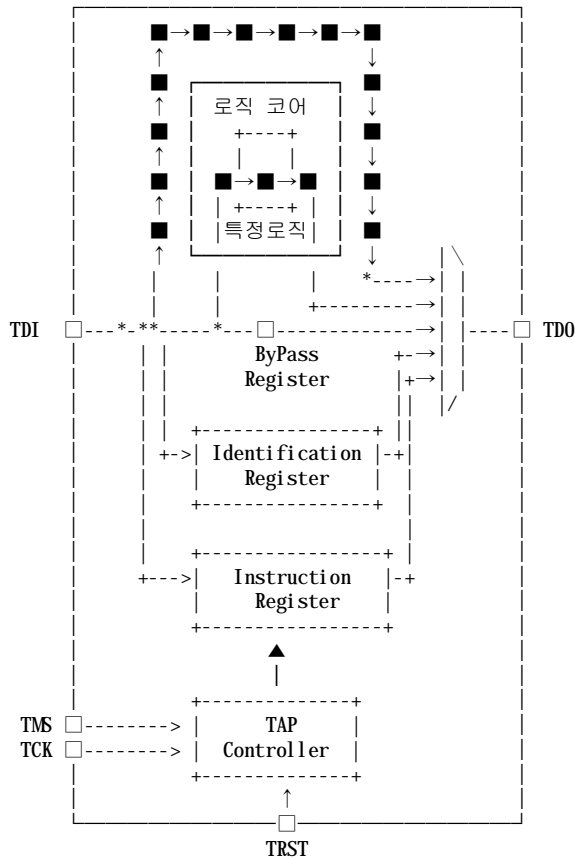 로직 코어
특정로직
TDI
TDO
ByPass
Register
Identification
Register
Instruction
Register
TMS
TAP
TCK
Controller
TRST